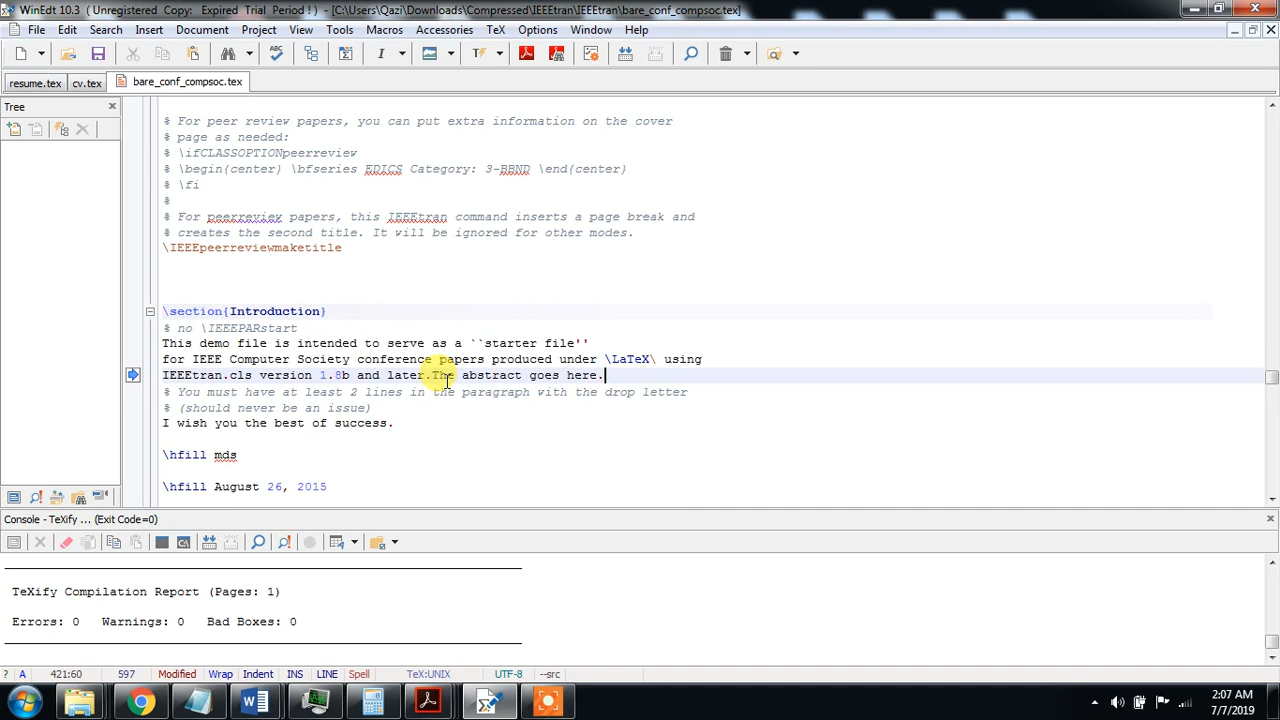 WinEdt 10.3 (Unregistered Copy: Expired Trial Period!) - [C:\Users\Qazi\Downloads\Compressed\IEEEtran\IEEEtran\bare_conf_compsoc.tex]
File Edit Search Insert Document Project View Tools Macros Accessories TeX Options Window Help
resume.tex cv.tex bare_conf_compsoc.tex
Tree
% For peer review papers, you can put extra information on the cover
% page as needed:
% \ifCLASSOPTIONpeerreview
% \begin{center} \bfseries EDICS Category: 3-BBND \end{center}
% \fi
%
% For peerreview papers, this IEEEtran command inserts a page break and
% creates the second title. It will be ignored for other modes.
\IEEEpeerreviewmaketitle
\section{Introduction}
% no \IEEEPARstart
This demo file is intended to serve as a ``starter file''
for IEEE Computer Society conference papers produced under \LaTeX\ using
IEEEtran.cls version 1.8b and later.The abstract goes here.
% You must have at least 2 lines in the paragraph with the drop letter
% (should never be an issue)
I wish you the best of success.
\hfill mds
\hfill August 26, 2015
Console - TeXify ... (Exit Code=0)
TeXify Compilation Report (Pages: 1)
Errors: 0 Warnings: 0 Bad Boxes: 0
? A 421:60 597 Modified Wrap Indent INS LINE Spell TeX:UNIX UTF-8 --src
2:07 AM
7/7/2019